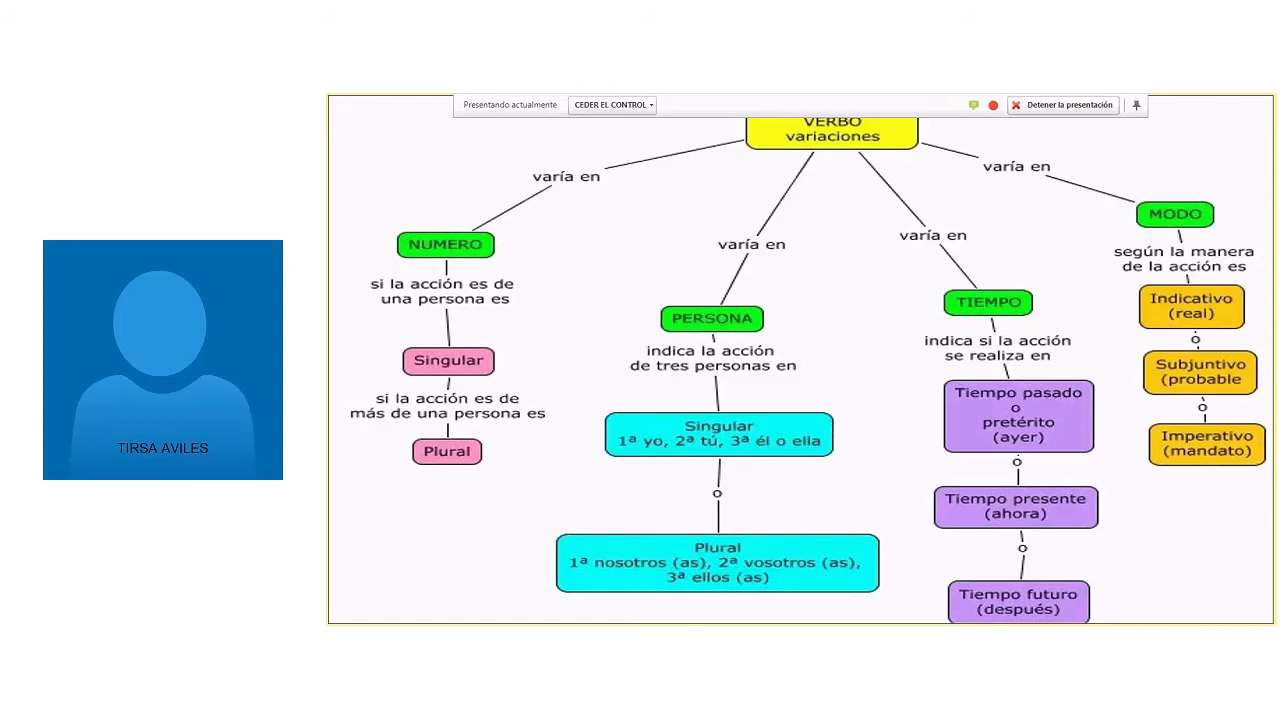 Presentando actualmente
CEDER EL CONTROL
Detener la presentación
VERBO
variaciones
varía en
NUMERO
si la acción es de
una persona es
Singular
si la acción es de
más de una persona es
Plural
varía en
PERSONA
indica la acción
de tres personas en
Singular
1ª yo, 2ª tú, 3ª él o ella
o
Plural
1ª nosotros (as), 2ª vosotros (as),
3ª ellos (as)
varía en
TIEMPO
indica si la acción
se realiza en
Tiempo pasado
o
pretérito
(ayer)
o
Tiempo presente
(ahora)
o
Tiempo futuro
(después)
varía en
MODO
según la manera
de la acción es
Indicativo
(real)
o
Subjuntivo
(probable
o
Imperativo
(mandato)
TIRSA AVILES